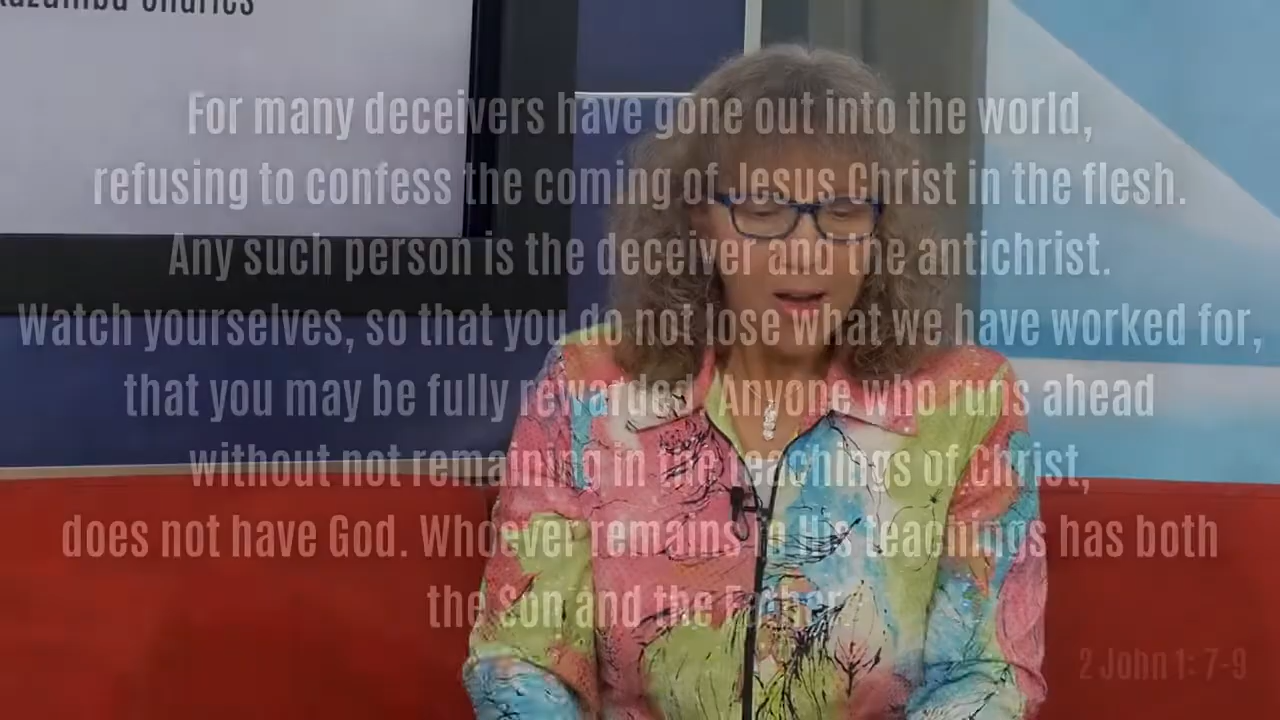 For many deceivers have gone out into the world,
refusing to confess the coming of Jesus Christ in the flesh.
Any such person is the deceiver and the antichrist.
Watch yourselves, so that you do not lose what we have worked for,
that you may be fully rewarded. Anyone who runs ahead
without not remaining in the teachings of Christ,
does not have God. Whoever remains in His teachings has both
the Son and the Father.
2 John 1: 7-9